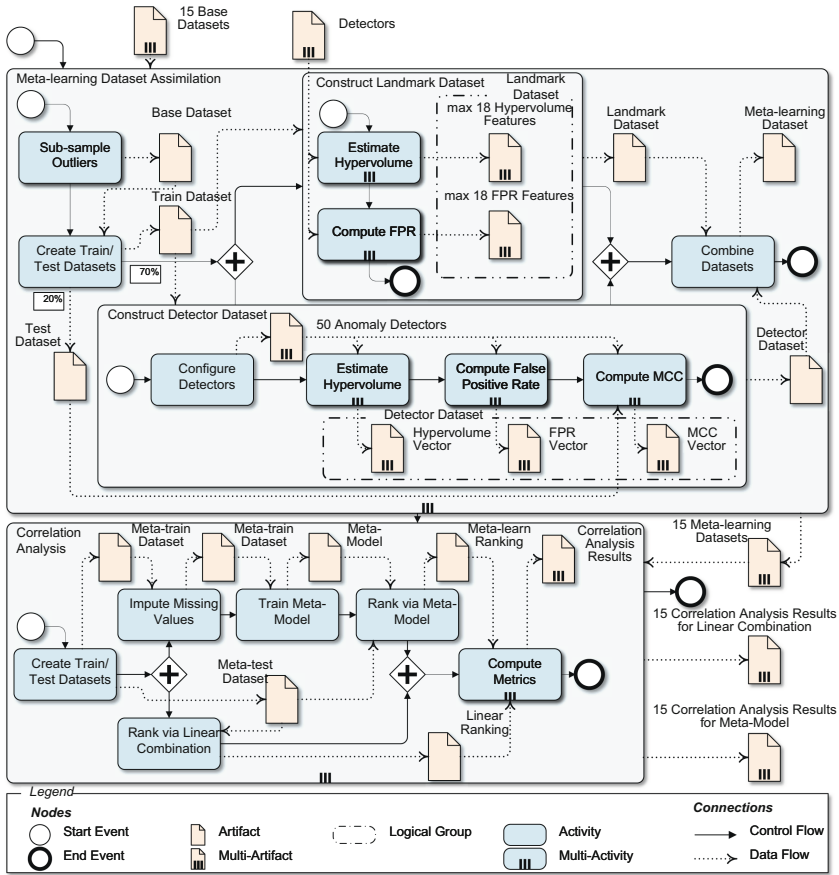 15 Base
Datasets
Detectors
Meta-learning Dataset Assimilation
Construct Landmark Dataset
Landmark
Dataset
Base Dataset
max 18 Hypervolume
Features
Landmark
Dataset
Meta-learning
Dataset
Sub-sample
Outliers
Estimate
Hypervolume
Train Dataset
max 18 FPR Features
Create Train/
Test Datasets
Compute FPR
Combine
Datasets
70%
20%
Test
Dataset
Construct Detector Dataset
50 Anomaly Detectors
Detector
Dataset
Configure
Detectors
Estimate
Hypervolume
Compute False
Positive Rate
Compute MCC
Detector Dataset
Hypervolume
Vector
FPR
Vector
MCC
Vector
Correlation
Analysis
Meta-train
Dataset
Meta-train
Dataset
Meta-
Model
Meta-learn
Ranking
Correlation
Analysis
Results
15 Meta-learning
Datasets
Impute Missing
Values
Train Meta-
Model
Rank via Meta-
Model
15 Correlation Analysis Results
for Linear Combination
Create Train/
Test Datasets
Meta-test
Dataset
Compute
Metrics
Linear
Ranking
Rank via Linear
Combination
15 Correlation Analysis Results
for Meta-Model
Legend
Nodes
Connections
Start Event
Artifact
Logical Group
Activity
Control Flow
End Event
Multi-Artifact
Multi-Activity
Data Flow